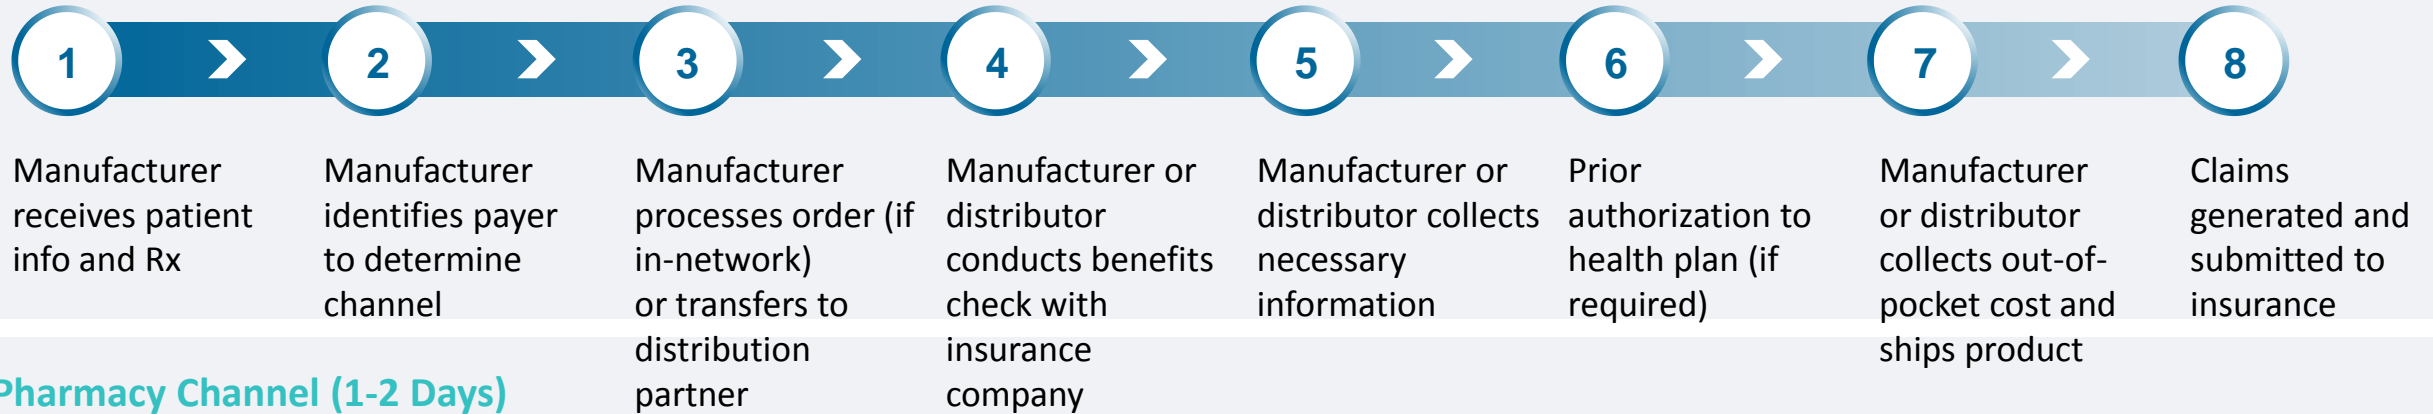 1
2
3
4
5
6
7
8
Manufacturer
receives patient
info and Rx
Manufacturer
identifies payer
to determine
channel
Manufacturer
processes order (if
in-network)
or transfers to
distribution
partner
Manufacturer or
distributor
conducts benefits
check with
insurance
company
Manufacturer or
distributor collects
necessary
information
Prior
authorization to
health plan (if
required)
Manufacturer
or distributor
collects out-of-
pocket cost and
ships product
Claims
generated and
submitted to
insurance
Pharmacy Channel (1-2 Days)